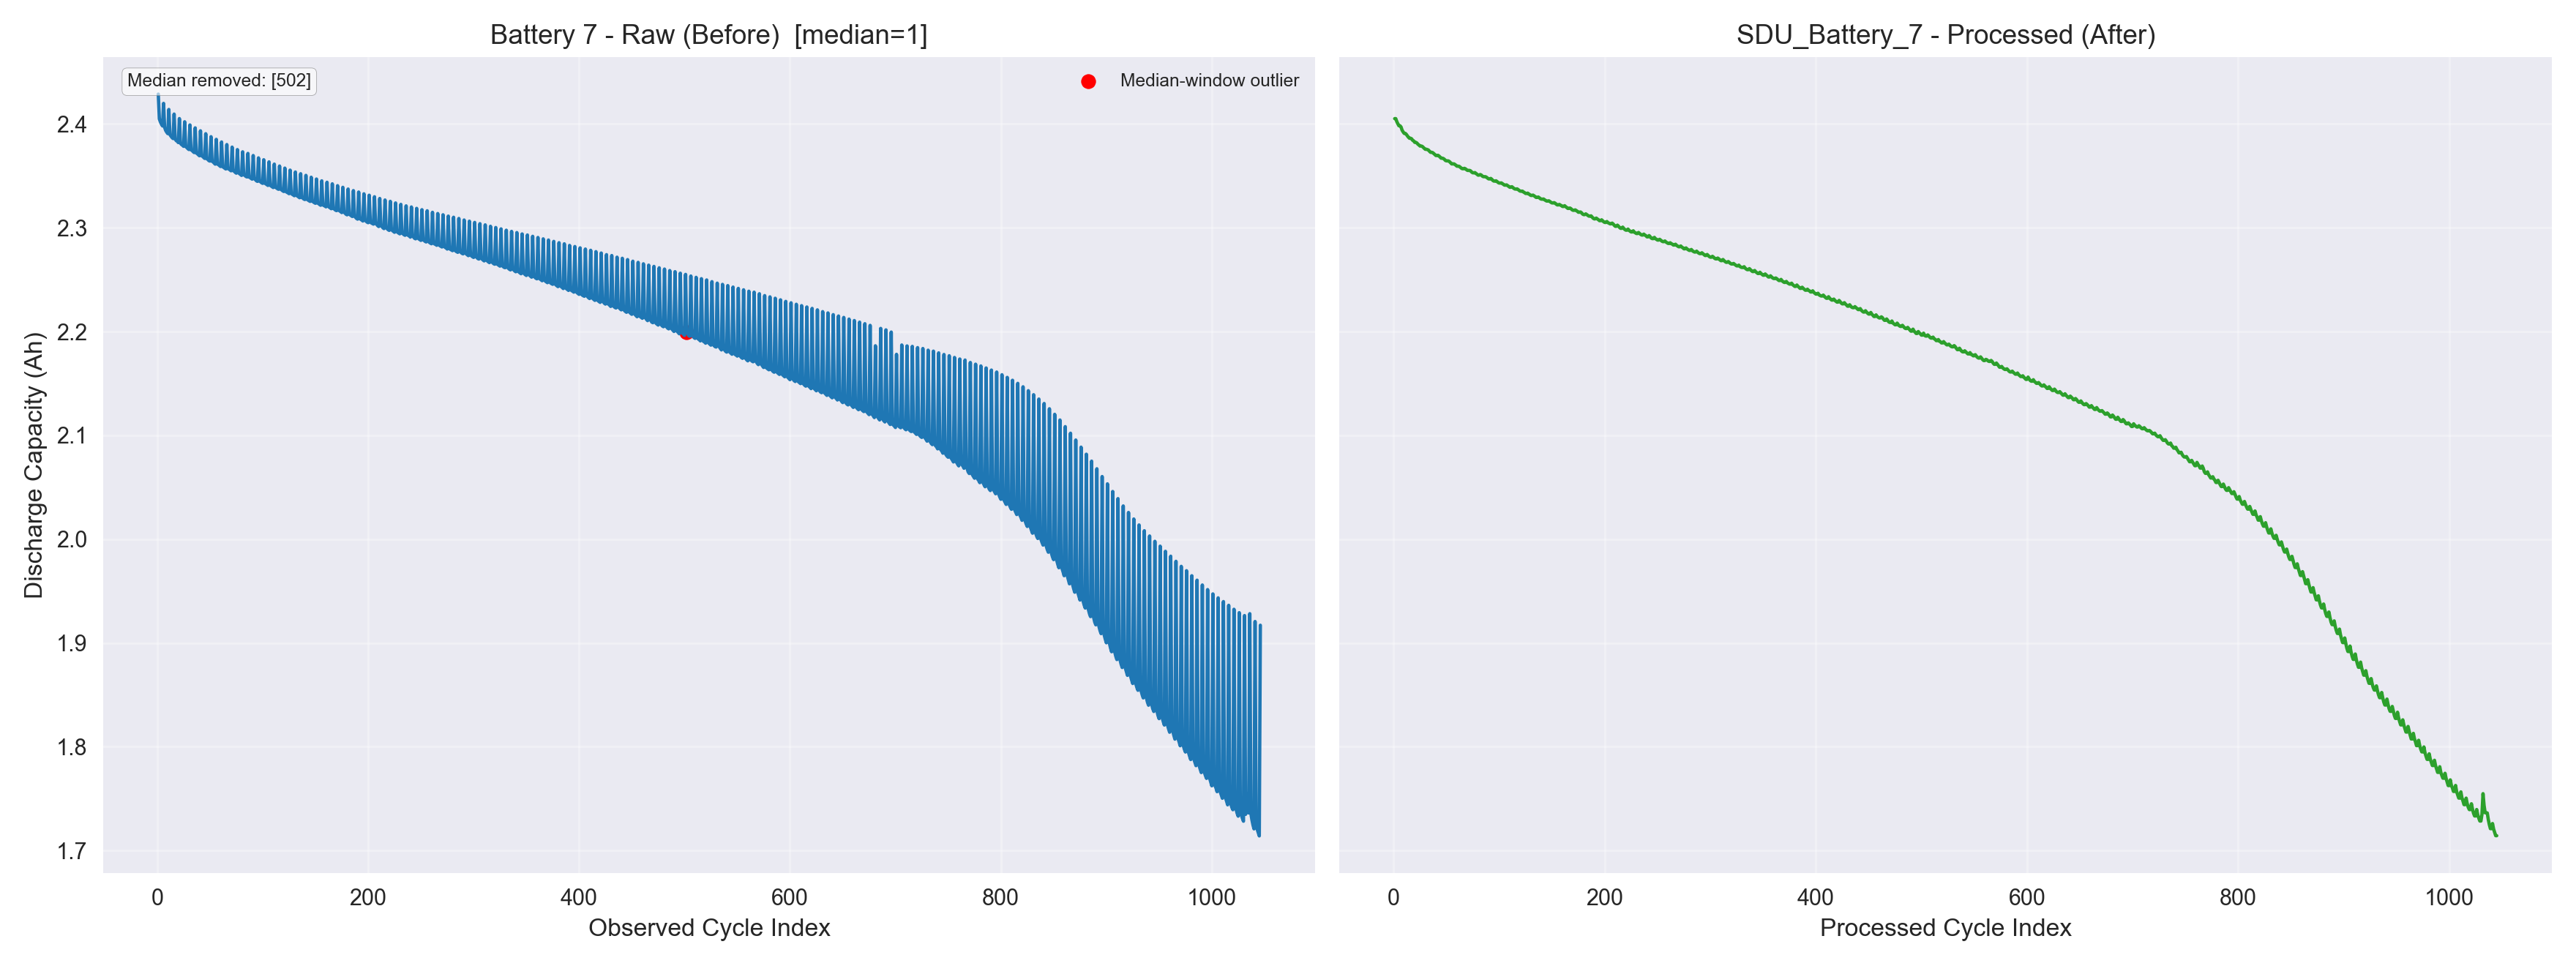 Battery 7 - Raw (Before)  [median=1]
Median removed: [502]
Median-window outlier
Discharge Capacity (Ah)
2.4
2.3
2.2
2.1
2.0
1.9
1.8
1.7
0 200 400 600 800 1000
Observed Cycle Index
SDU_Battery_7 - Processed (After)
0 200 400 600 800 1000
Processed Cycle Index